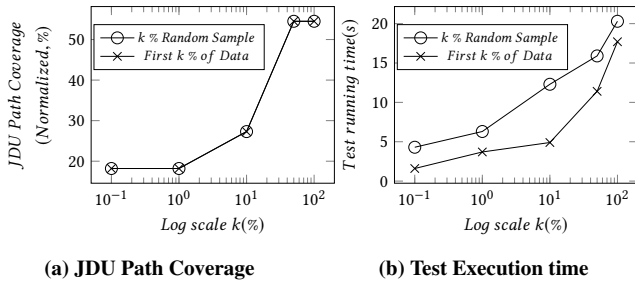 JDU Path Coverage
(Normalized, %)
50
40
30
20
k % Random Sample
First k % of Data
10^-1
10^0
10^1
10^2
Log scale k(%)
(a) JDU Path Coverage
Test running time(s)
20
15
10
5
0
k % Random Sample
First k % of Data
10^-1
10^0
10^1
10^2
Log scale k(%)
(b) Test Execution time